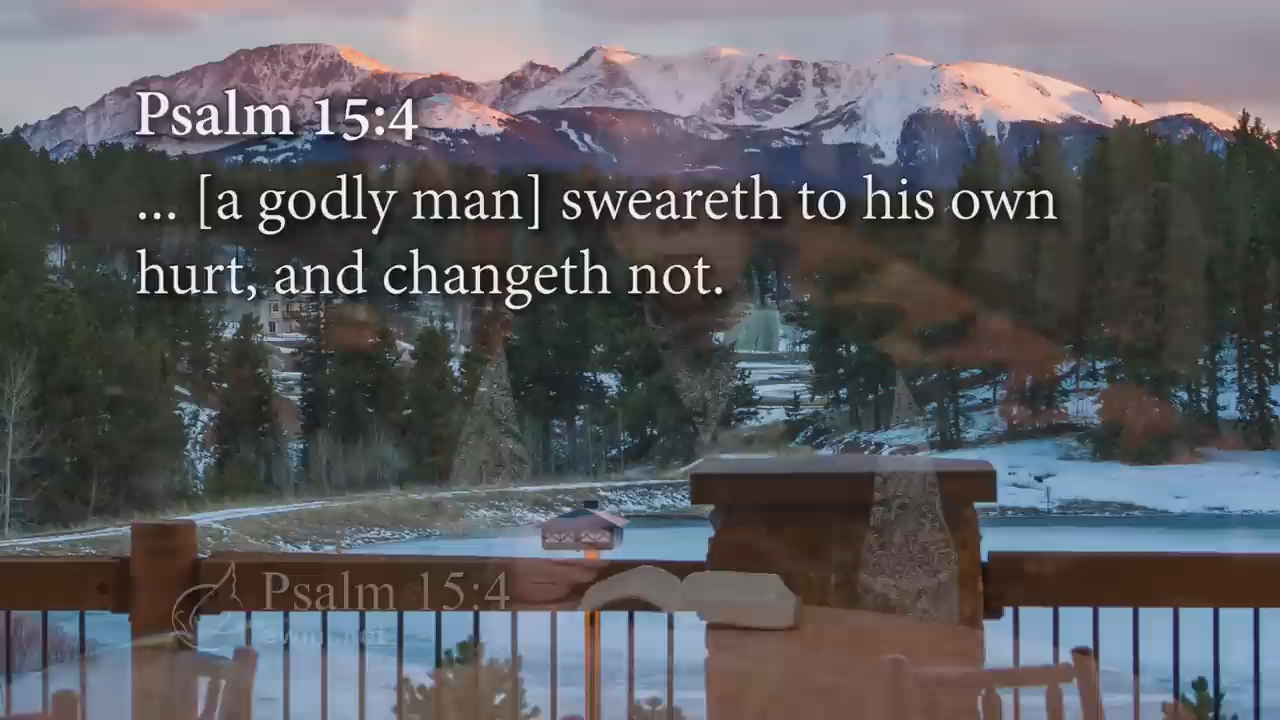 Psalm 15:4
... [a godly man] sweareth to his own
hurt, and changeth not.
Psalm 15:4